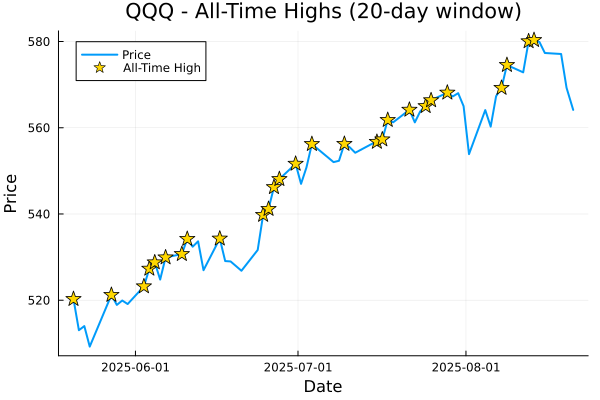 QQQ - All-Time Highs (20-day window)
580
560
540
520
Price
Price
All-Time High
2025-06-01
2025-07-01
2025-08-01
Date